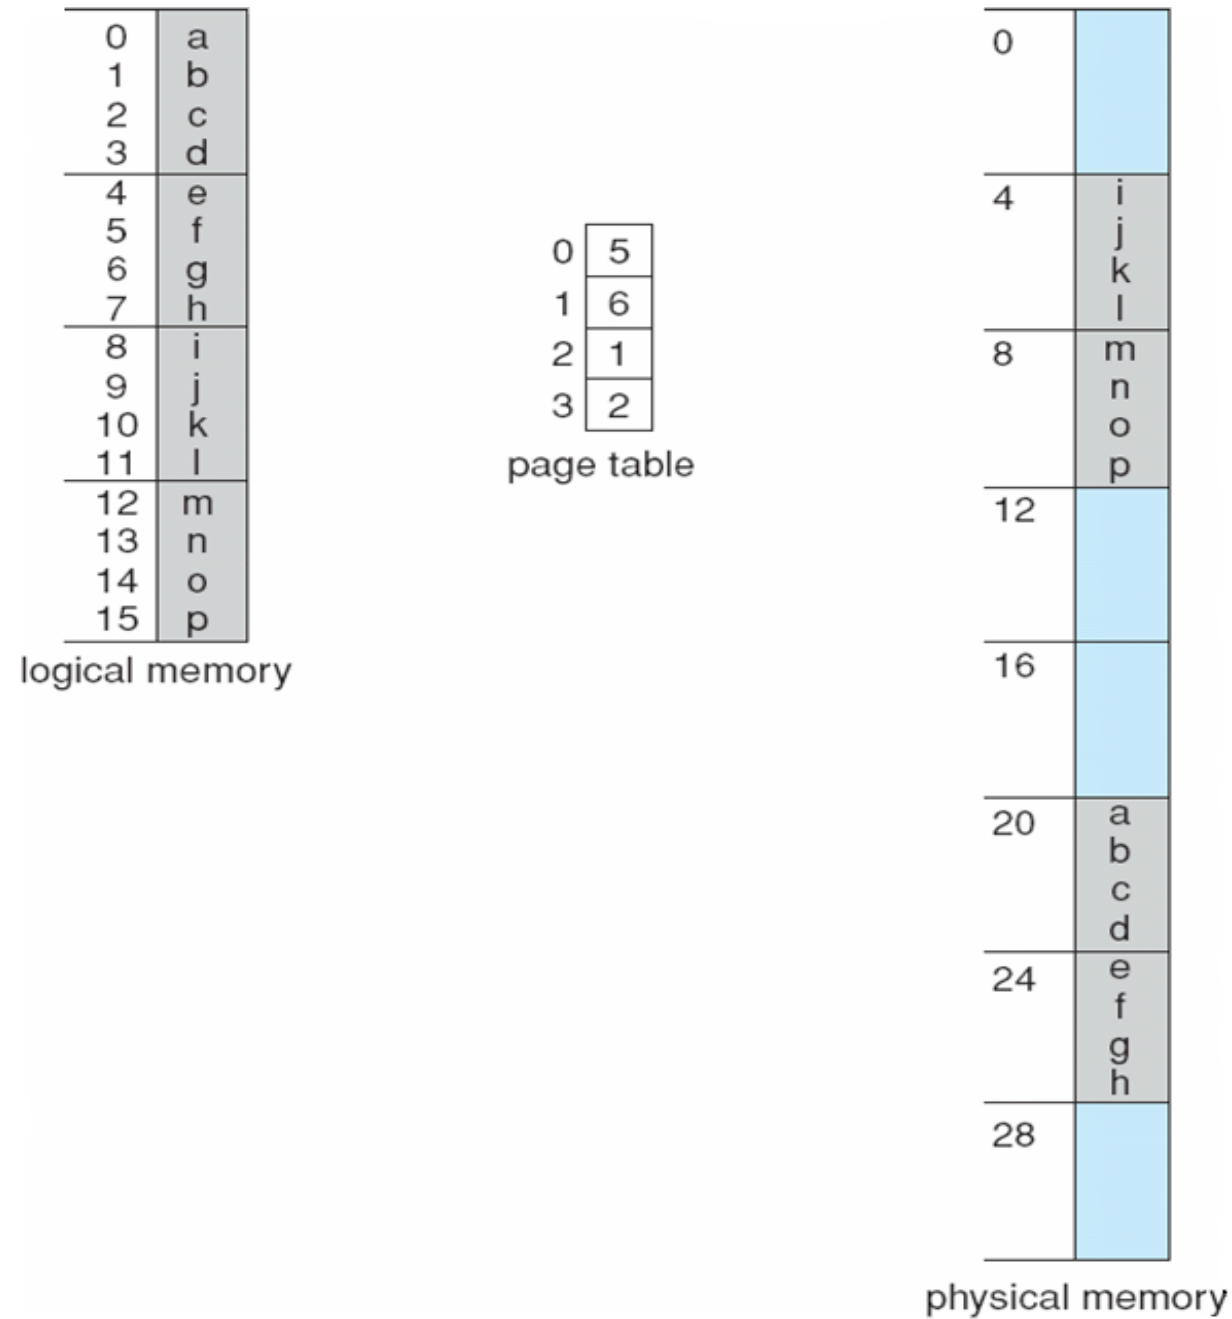 0 a
1 b
2 c
3 d
4 e
5 f
6 g
7 h
8 i
9 j
10 k
11 l
12 m
13 n
14 o
15 p
logical memory
0 5
1 6
2 1
3 2
page table
0
4 i
j
k
l
8 m
n
o
p
12
16
20 a
b
c
d
24 e
f
g
h
28
physical memory